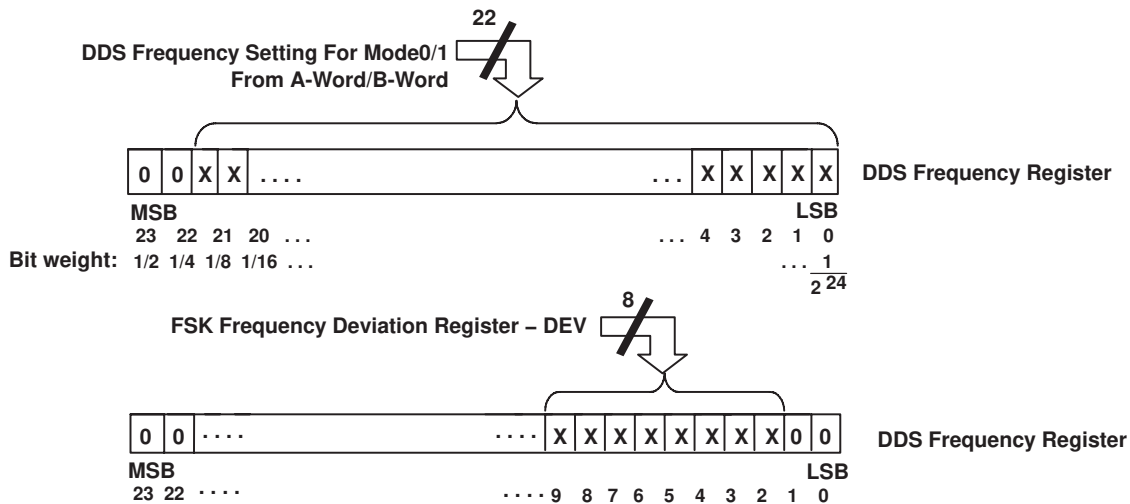 22
DDS Frequency Setting For Mode0/1
From A-Word/B-Word
0 0 X X .... ... X X X X X DDS Frequency Register
MSB LSB
23 22 21 20 ... ... 4 3 2 1 0
Bit weight: 1/2 1/4 1/8 1/16 ... ... 1
2 24
8
FSK Frequency Deviation Register – DEV
0 0 .... .... X X X X X X X X 0 0 DDS Frequency Register
MSB LSB
23 22 .... .... 9 8 7 6 5 4 3 2 1 0